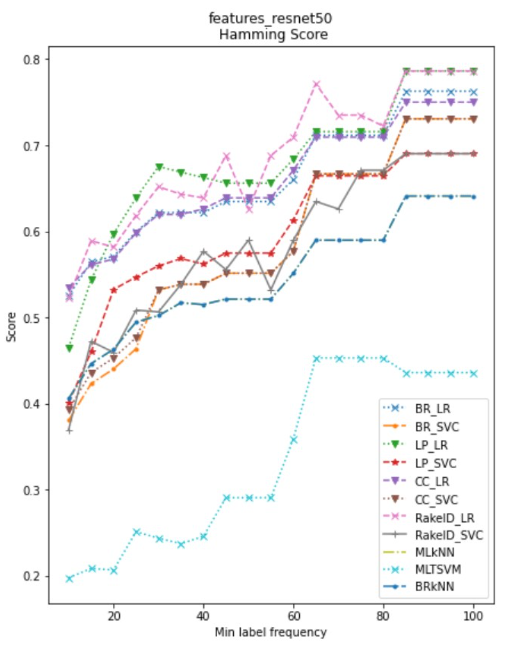 features_resnet50
Hamming Score
0.8
0.7
0.6
0.5
0.4
0.3
0.2
Score
20
40
60
80
100
Min label frequency
BR_LR
BR_SVC
LP_LR
LP_SVC
CC_LR
CC_SVC
RakelD_LR
RakelD_SVC
MLkNN
MLTSVM
BRkNN